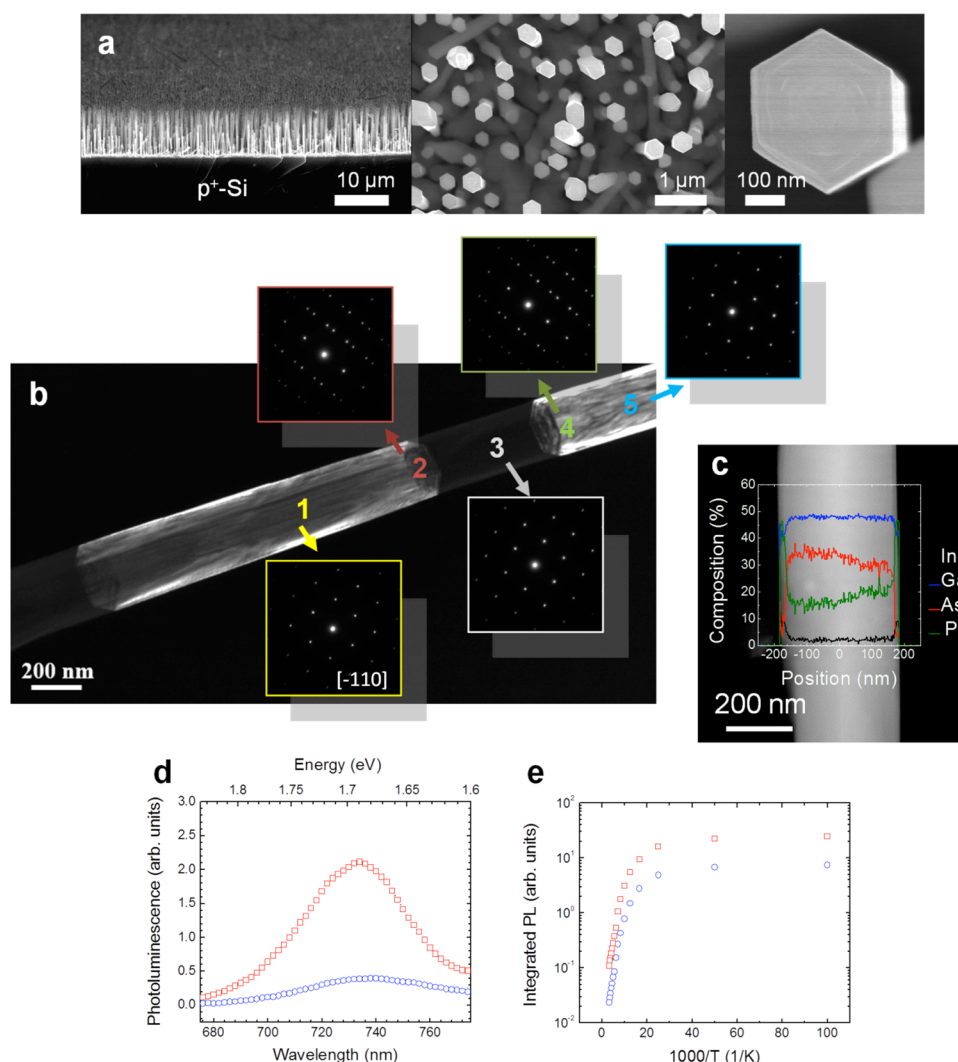 a
p⁺-Si
10 µm
1 µm
100 nm
b
1
2
3
4
5
[-110]
200 nm
c
Composition (%)
60
50
40
30
20
10
0
-200 -100 0 100 200
Position (nm)
In
Ga
As
P
200 nm
d
Energy (eV)
1.8 1.75 1.7 1.65 1.6
Photoluminescence (arb. units)
3.0
2.5
2.0
1.5
1.0
0.5
0.0
680 700 720 740 760
Wavelength (nm)
e
Integrated PL (arb. units)
10²
10¹
10⁰
10⁻¹
10⁻²
0 20 40 60 80 100
1000/T (1/K)